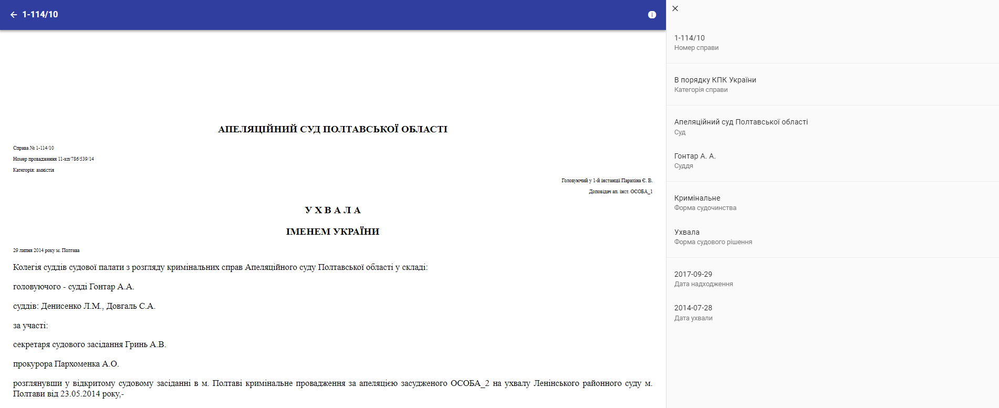 1-114/10
АПЕЛЯЦІЙНИЙ СУД ПОЛТАВСЬКОЇ ОБЛАСТІ
Справа № 1-114/10
Номер провадження 11-кп/786/539/14
Категорія: амністія
Головуючий у 1-й інстанції Парахіна Є. В.
Доповідач ап. інст. ОСОБА_1
У Х В А Л А
ІМЕНЕМ УКРАЇНИ
29 липня 2014 року м. Полтава
Колегія суддів судової палати з розгляду кримінальних справ Апеляційного суду Полтавської області у складі:
головуючого - судді Гонтар А.А.
суддів: Денисенко Л.М., Довгаль С.А.
за участі:
секретаря судового засідання Гринь А.В.
прокурора Пархоменка А.О.
розглянувши у відкритому судовому засіданні в м. Полтаві кримінальне провадження за апеляцією засудженого ОСОБА_2 на ухвалу Ленінського районного суду м.
Полтави від 23.05.2014 року,-
1-114/10
Номер справи
В порядку КПК України
Категорія справи
Апеляційний суд Полтавської області
Суд
Гонтар А. А.
Суддя
Кримінальне
Форма судочинства
Ухвала
Форма судового рішення
2017-09-29
Дата надходження
2014-07-28
Дата ухвали